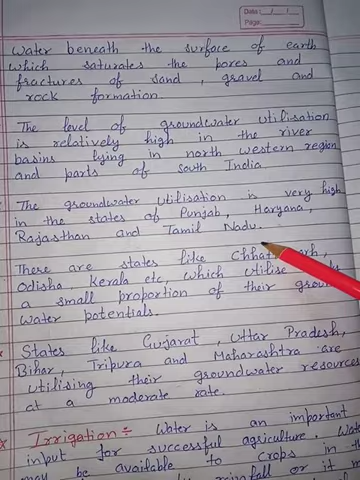 Date: / /
Page:
Water beneath the surface of earth
which saturates the pores and
fractures of sand, gravel and
rock formation
The level of groundwater utilisation
is relatively high in the river
basins lying in north western region
and parts of south India
The groundwater utilisation is very high
in the states of Punjab, Haryana,
Rajasthan and Tamil Nadu.
There are states like
Odisha, Kerala etc, which utilise
a small proportion of their
water potentials.
States like Gujarat, Uttar Pradesh,
Bihar, Tripura and Maharashtra are
utilising their groundwater resources
at a moderate rate.
Irrigation ÷ Water is an important
input for successful agriculture.
may be available to crops in
rainfall or it